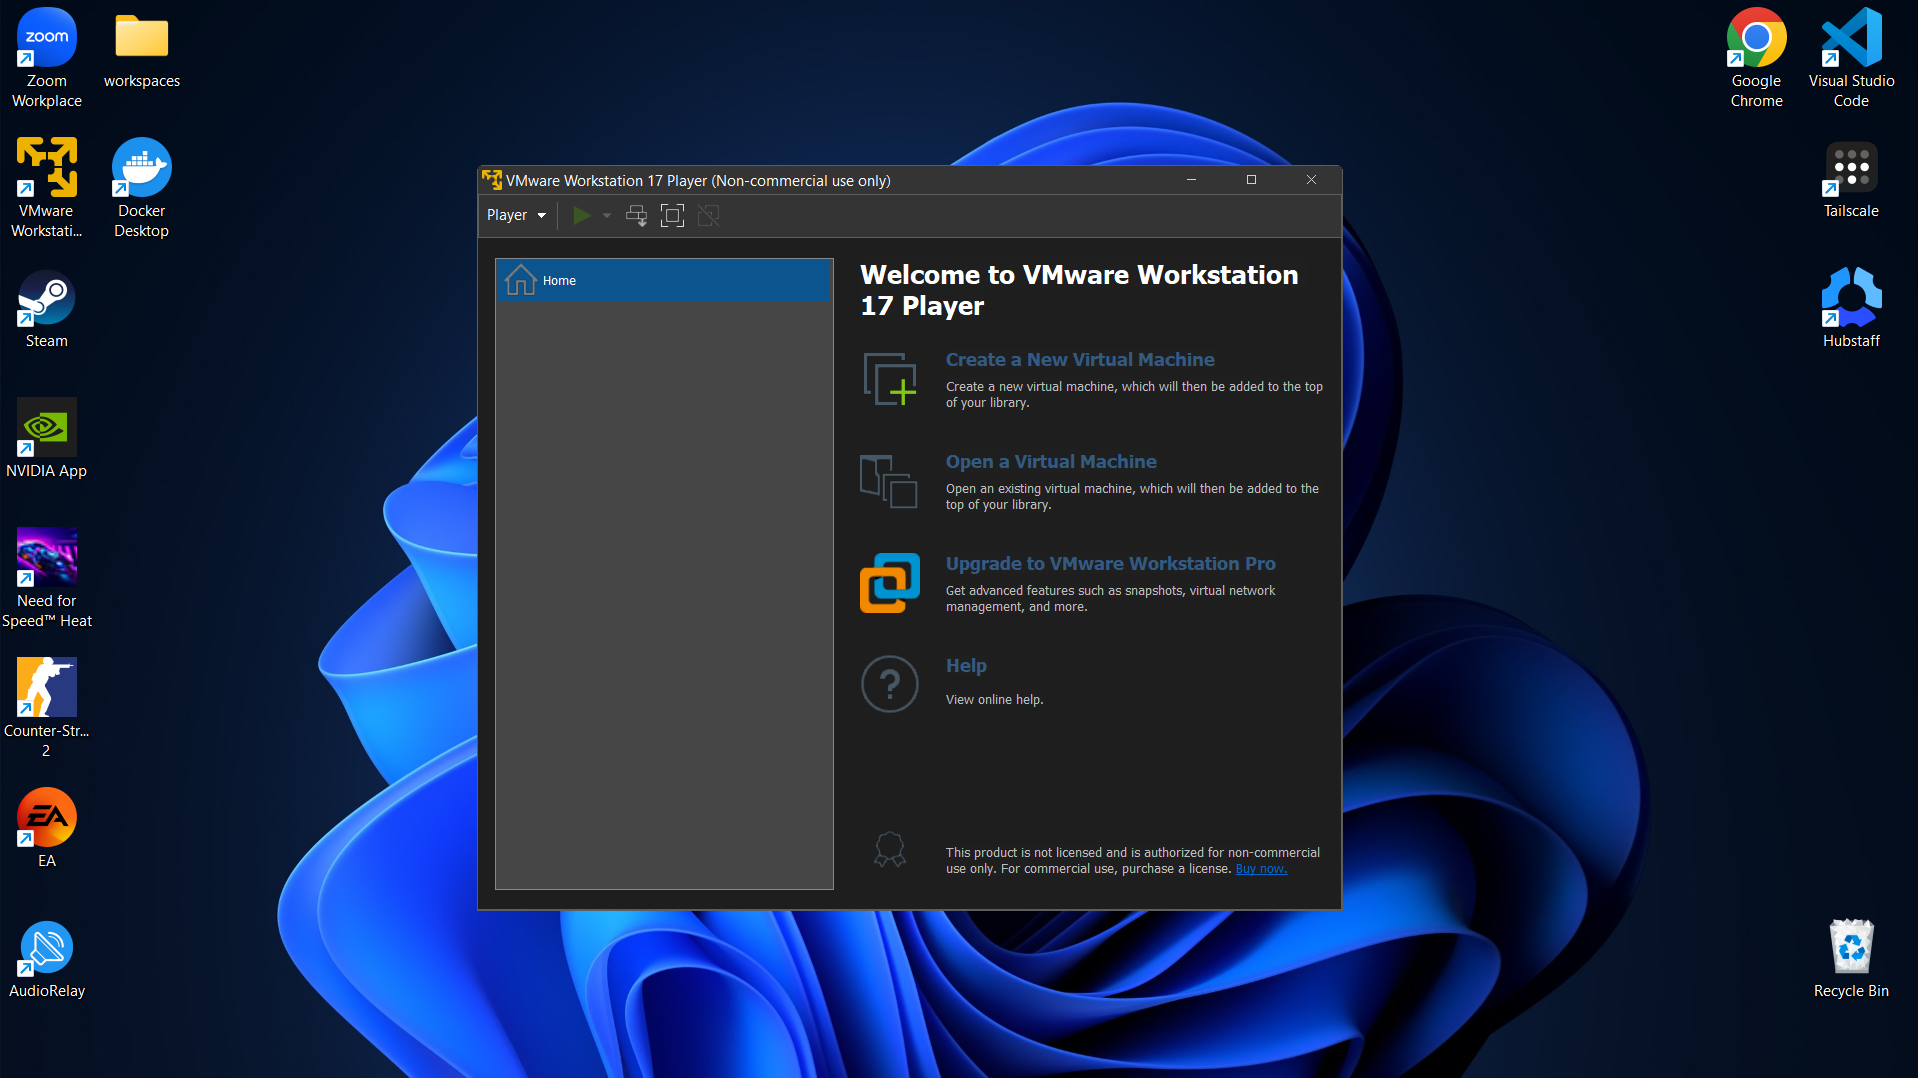 zoom
Zoom
Workplace
workspaces
VMware
Workstati...
Docker
Desktop
Steam
NVIDIA App
Need for
Speed™ Heat
Counter-Str...
2
EA
EA
AudioRelay
VMware Workstation 17 Player (Non-commercial use only)
Player
Home
Welcome to VMware Workstation
17 Player
Create a New Virtual Machine
Create a new virtual machine, which will then be added to the top
of your library.
Open a Virtual Machine
Open an existing virtual machine, which will then be added to the
top of your library.
Upgrade to VMware Workstation Pro
Get advanced features such as snapshots, virtual network
management, and more.
?
Help
View online help.
This product is not licensed and is authorized for non-commercial
use only. For commercial use, purchase a license. Buy now.
Google
Chrome
Visual Studio
Code
Tailscale
Hubstaff
Recycle Bin